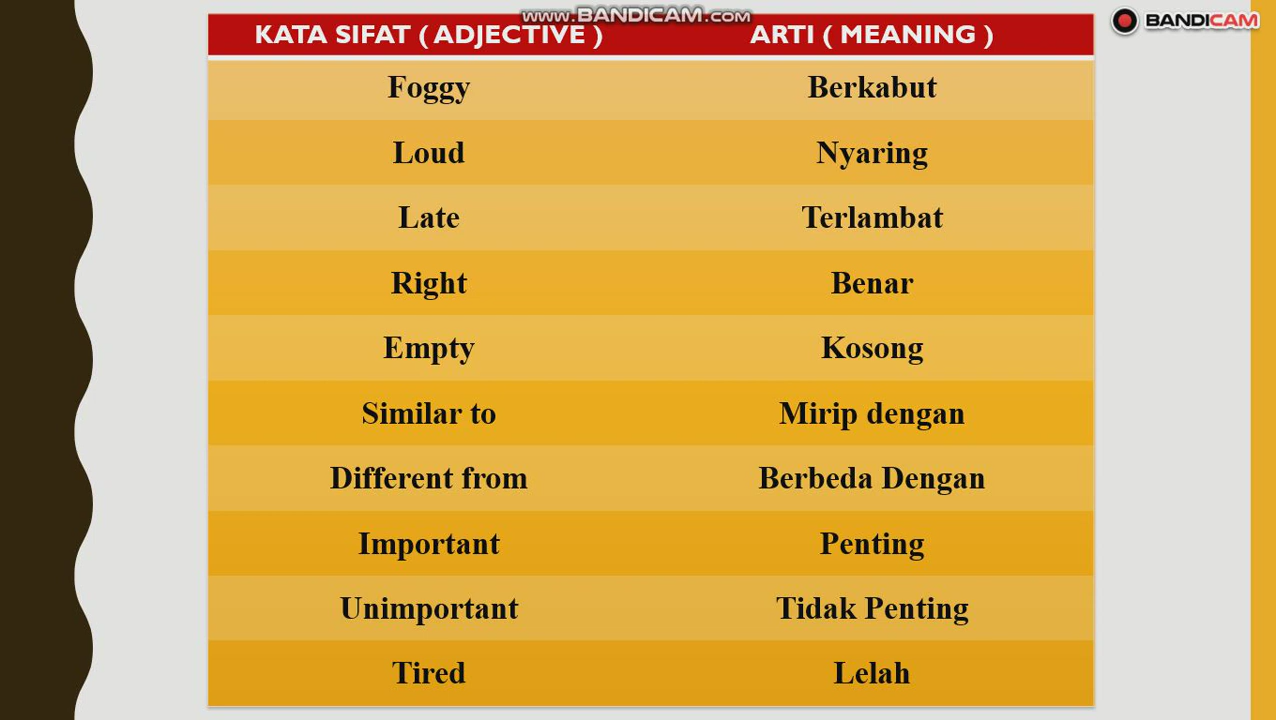 www.BANDICAM.com
BANDICAM
KATA SIFAT ( ADJECTIVE ) ARTI ( MEANING )
Foggy Berkabut
Loud Nyaring
Late Terlambat
Right Benar
Empty Kosong
Similar to Mirip dengan
Different from Berbeda Dengan
Important Penting
Unimportant Tidak Penting
Tired Lelah